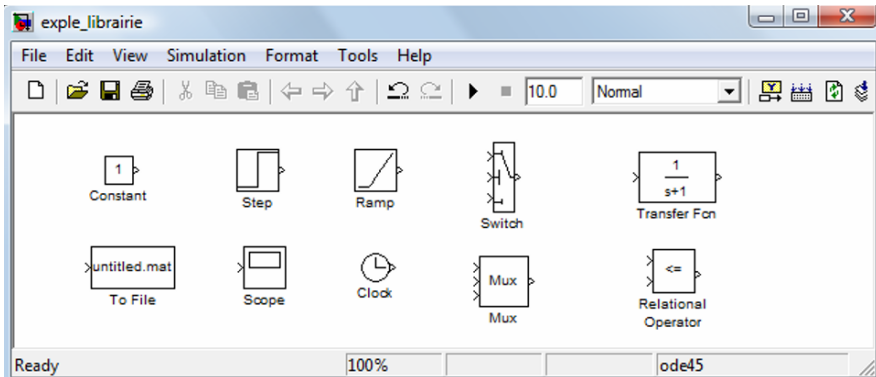 exple_librairie
File Edit View Simulation Format Tools Help
10.0 Normal
1
Constant
Step
Ramp
Switch
1
s+1
Transfer Fcn
untitled.mat
To File
Scope
Clock
Mux
Mux
<=
Relational
Operator
Ready 100% ode45